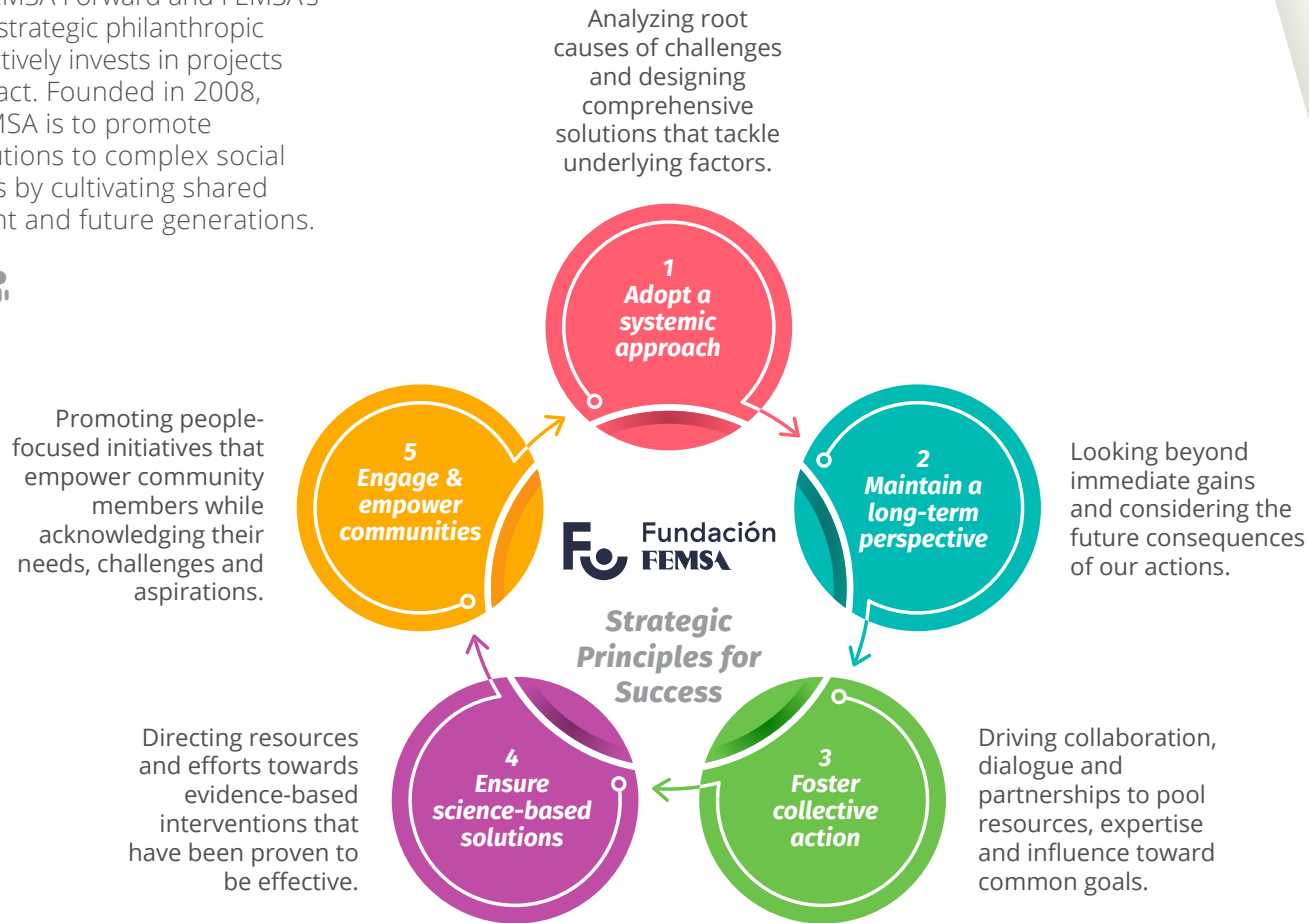 MSA Forward and FEMSA's
strategic philanthropic
ctively invests in projects
act. Founded in 2008,
MSA is to promote
utions to complex social
s by cultivating shared
nt and future generations.
Analyzing root
causes of challenges
and designing
comprehensive
solutions that tackle
underlying factors.
1
Adopt a
systemic
approach
2
Maintain a
long-term
perspective
Looking beyond
immediate gains
and considering the
future consequences
of our actions.
3
Foster
collective
action
Driving collaboration,
dialogue and
partnerships to pool
resources, expertise
and influence toward
common goals.
4
Ensure
science-based
solutions
Directing resources
and efforts towards
evidence-based
interventions that
have been proven to
be effective.
5
Engage &
empower
communities
Promoting people-
focused initiatives that
empower community
members while
acknowledging their
needs, challenges and
aspirations.
Fundación
FEMSA
Strategic
Principles for
Success